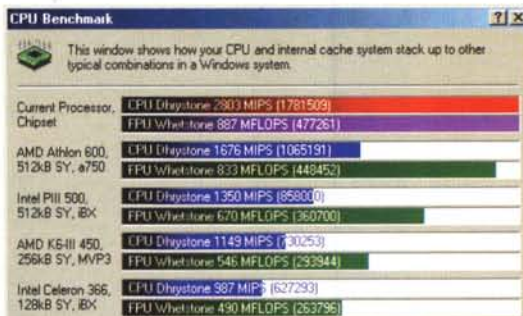 CPU Benchmark
This window shows how your CPU and internal cache system stack up to other
typical combinations in a Windows system.
Current Processor, CPU Dhrystone 2803 MIPS (1781509)
Chipset FPU Whetstone 887 MFLOPS (477261)
AMD Athlon 600, CPU Dhrystone 1676 MIPS (1065191)
512kB SY, a750 FPU Whetstone 833 MFLOPS (448452)
Intel PIII 500, CPU Dhrystone 1350 MIPS (858000)
512kB SY, iBX FPU Whetstone 670 MFLOPS (360700)
AMD K6-III 450, CPU Dhrystone 1149 MIPS (730253)
256kB SY, MVP3 FPU Whetstone 546 MFLOPS (293944)
Intel Celeron 366, CPU Dhrystone 987 MIPS (627293)
128kB SY, iBX FPU Whetstone 490 MFLOPS (263796)